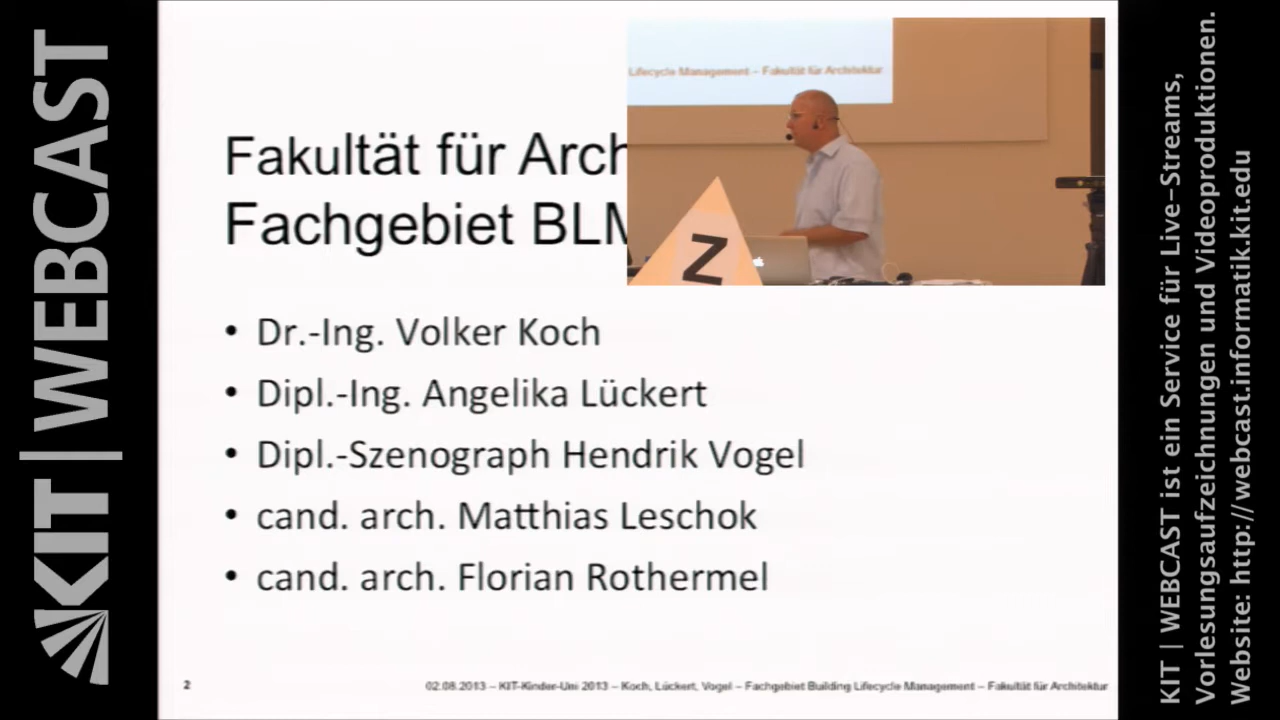 KIT | WEBCAST
Fakultät für Arch
Fachgebiet BLM
Lifecycle Management – Fakultät für Architektur
Z
• Dr.-Ing. Volker Koch
• Dipl.-Ing. Angelika Lückert
• Dipl.-Szenograph Hendrik Vogel
• cand. arch. Matthias Leschok
• cand. arch. Florian Rothermel
2
02.08.2013 – KIT-Kinder-Uni 2013 – Koch, Lückert, Vogel – Fachgebiet Building Lifecycle Management – Fakultät für Architektur
KIT | WEBCAST ist ein Service für Live-Streams,
Vorlesungsaufzeichnungen und Videoproduktionen.
Website: http://webcast.informatik.kit.edu